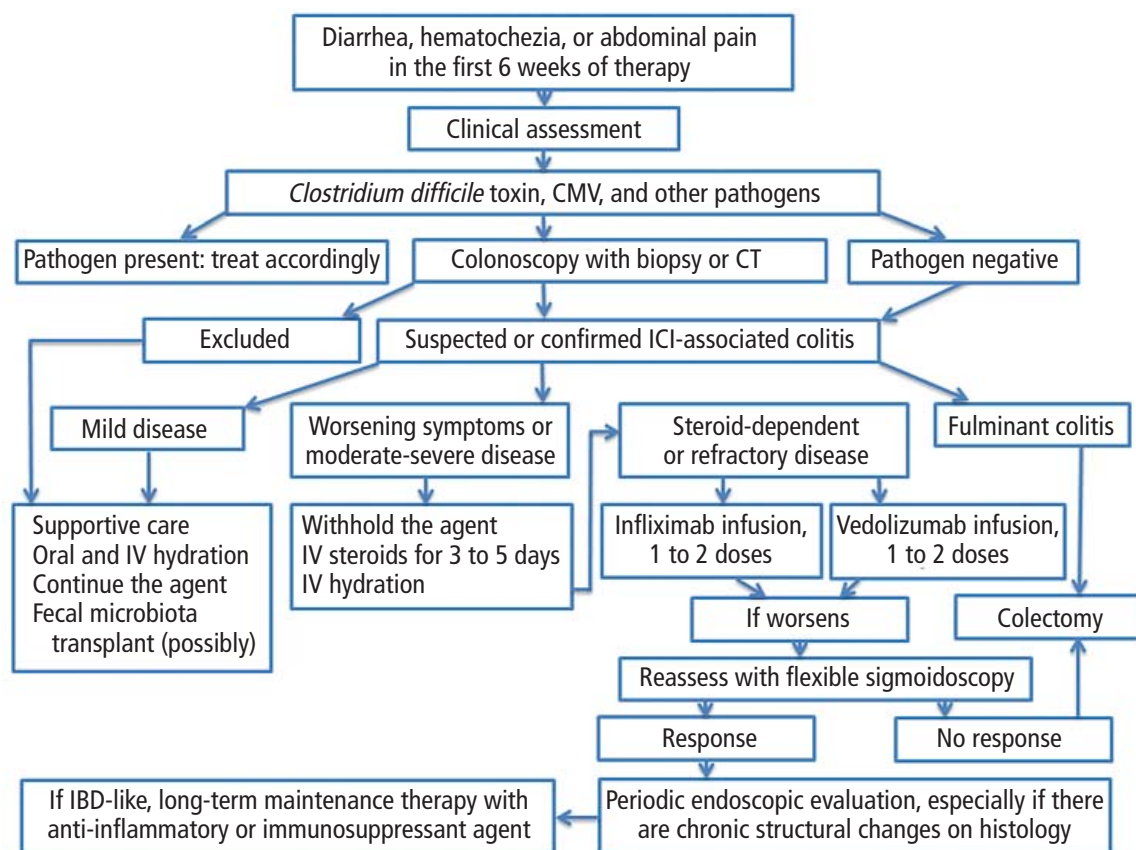 Diarrhea, hematochezia, or abdominal pain
in the first 6 weeks of therapy
Clinical assessment
Clostridium difficile toxin, CMV, and other pathogens
Pathogen present: treat accordingly
Colonoscopy with biopsy or CT
Pathogen negative
Excluded
Suspected or confirmed ICI-associated colitis
Mild disease
Worsening symptoms or
moderate-severe disease
Steroid-dependent
or refractory disease
Fulminant colitis
Supportive care
Oral and IV hydration
Continue the agent
Fecal microbiota
transplant (possibly)
Withhold the agent
IV steroids for 3 to 5 days
IV hydration
Infliximab infusion,
1 to 2 doses
Vedolizumab infusion,
1 to 2 doses
If worsens
Colectomy
Reassess with flexible sigmoidoscopy
Response
No response
If IBD-like, long-term maintenance therapy with
anti-inflammatory or immunosuppressant agent
Periodic endoscopic evaluation, especially if there
are chronic structural changes on histology